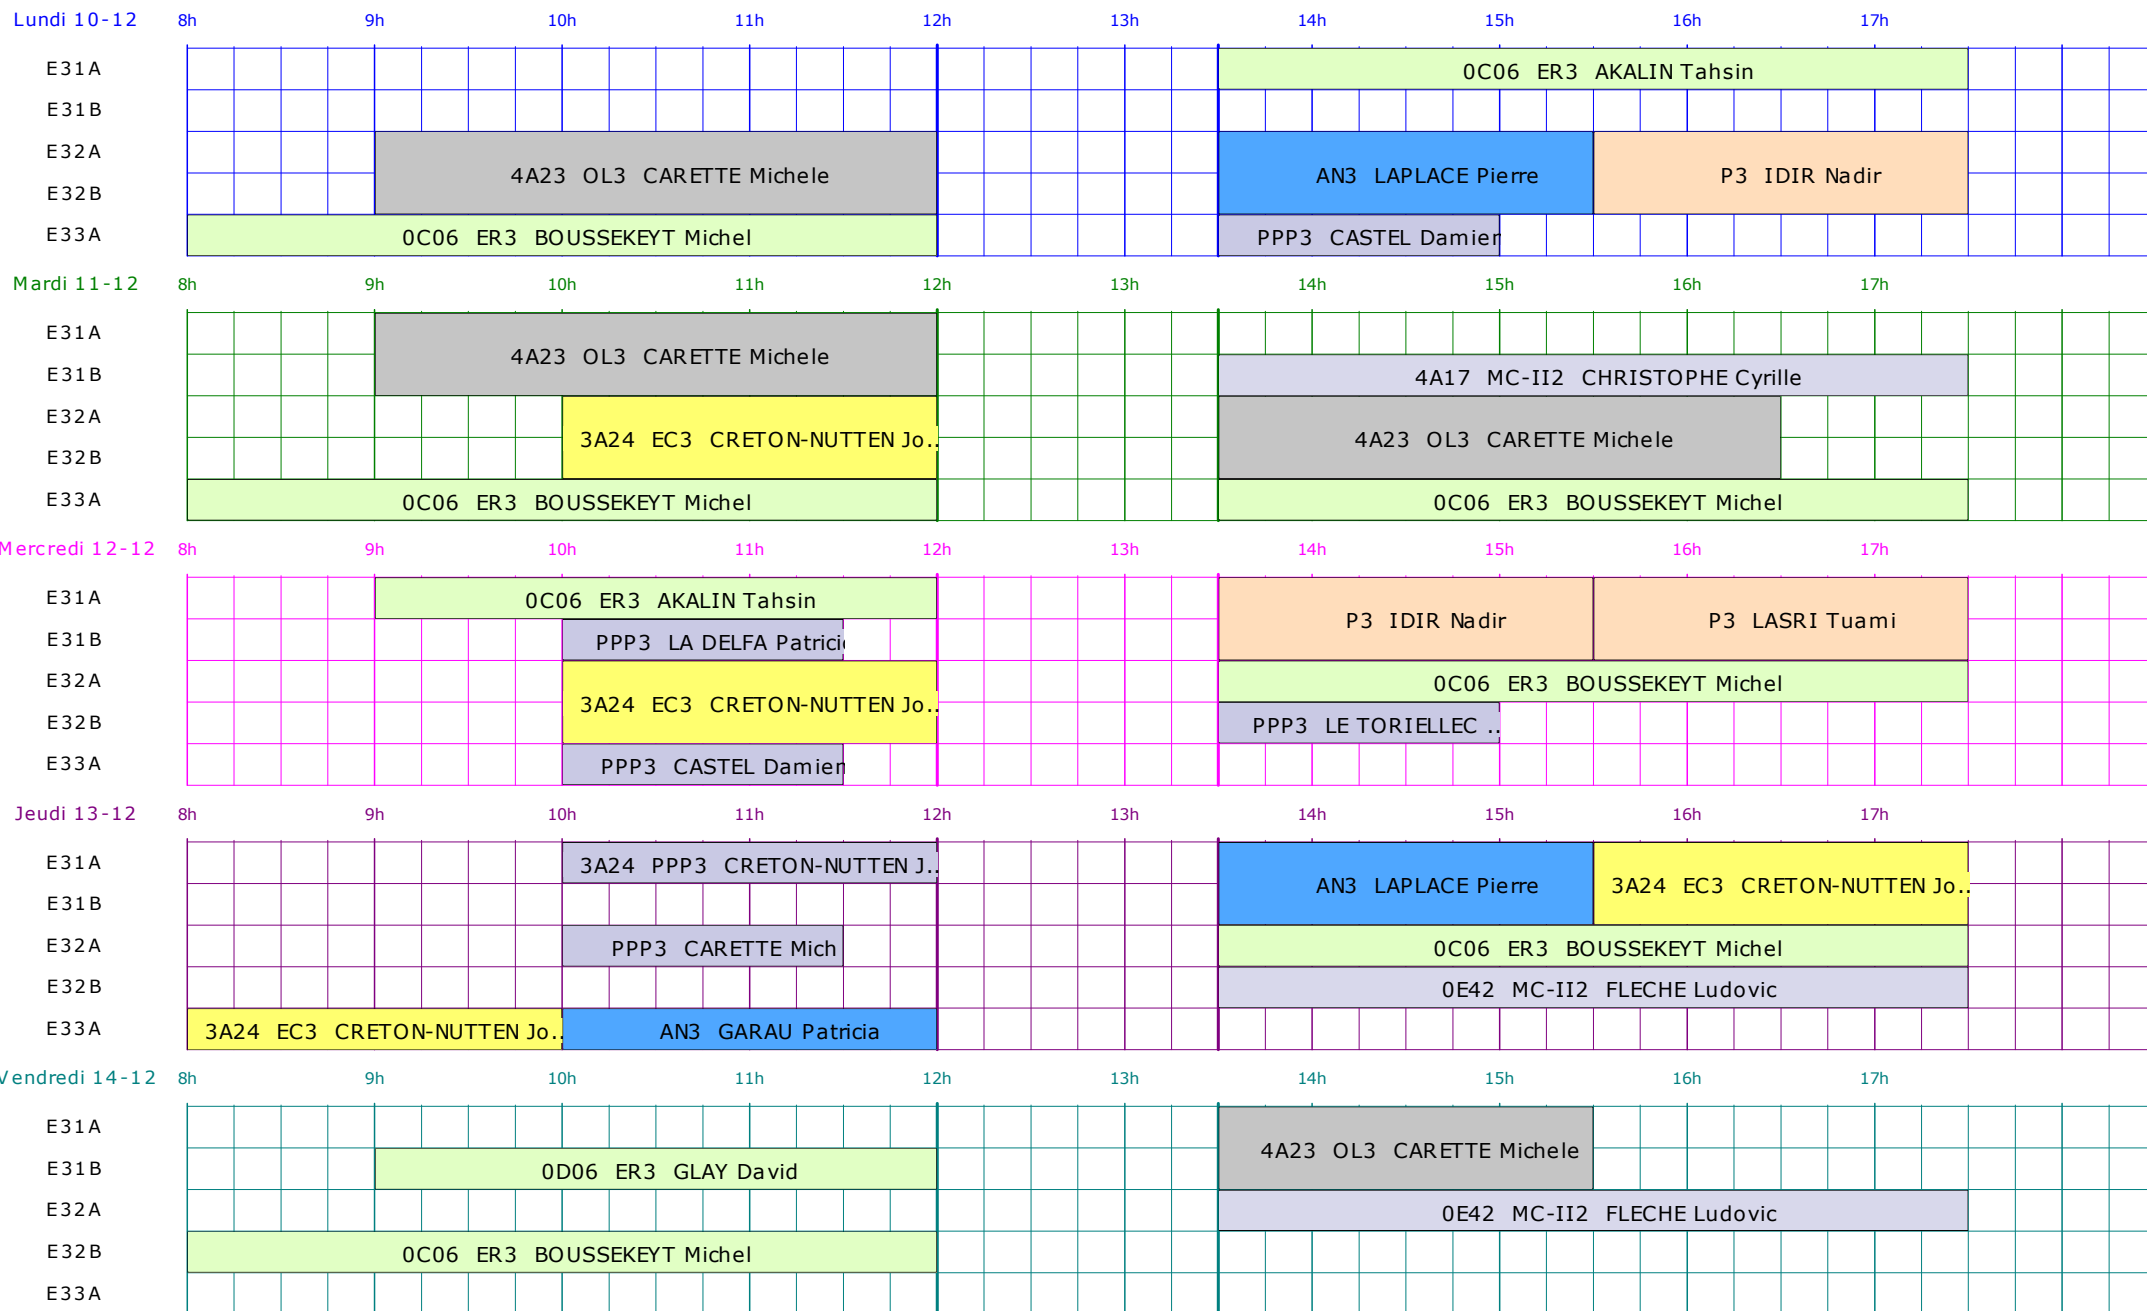 Lundi 10-12 8h 9h 10h 11h 12h 13h 14h 15h 16h 17h
E31A 0C06 ER3 AKALIN Tahsin
E31B
E32A
4A23 OL3 CARETTE Michele AN3 LAPLACE Pierre P3 IDIR Nadir
E32B
E33A 0C06 ER3 BOUSSEKEYT Michel PPP3 CASTEL Damien
Mardi 11-12 8h 9h 10h 11h 12h 13h 14h 15h 16h 17h
E31A
4A23 OL3 CARETTE Michele
E31B 4A17 MC-II2 CHRISTOPHE Cyrille
E32A
3A24 EC3 CRETON-NUTTEN Jo.. 4A23 OL3 CARETTE Michele
E32B
E33A 0C06 ER3 BOUSSEKEYT Michel 0C06 ER3 BOUSSEKEYT Michel
Mercredi 12-12 8h 9h 10h 11h 12h 13h 14h 15h 16h 17h
E31A 0C06 ER3 AKALIN Tahsin
P3 IDIR Nadir P3 LASRI Tuami
E31B PPP3 LA DELFA Patrici
E32A 0C06 ER3 BOUSSEKEYT Michel
3A24 EC3 CRETON-NUTTEN Jo..
E32B PPP3 LE TORIELLEC ..
E33A PPP3 CASTEL Damien
Jeudi 13-12 8h 9h 10h 11h 12h 13h 14h 15h 16h 17h
E31A 3A24 PPP3 CRETON-NUTTEN J..
AN3 LAPLACE Pierre 3A24 EC3 CRETON-NUTTEN Jo..
E31B
E32A PPP3 CARETTE Mich 0C06 ER3 BOUSSEKEYT Michel
E32B 0E42 MC-II2 FLECHE Ludovic
E33A 3A24 EC3 CRETON-NUTTEN Jo.. AN3 GARAU Patricia
Vendredi 14-12 8h 9h 10h 11h 12h 13h 14h 15h 16h 17h
E31A
4A23 OL3 CARETTE Michele
E31B 0D06 ER3 GLAY David
E32A 0E42 MC-II2 FLECHE Ludovic
E32B 0C06 ER3 BOUSSEKEYT Michel
E33A